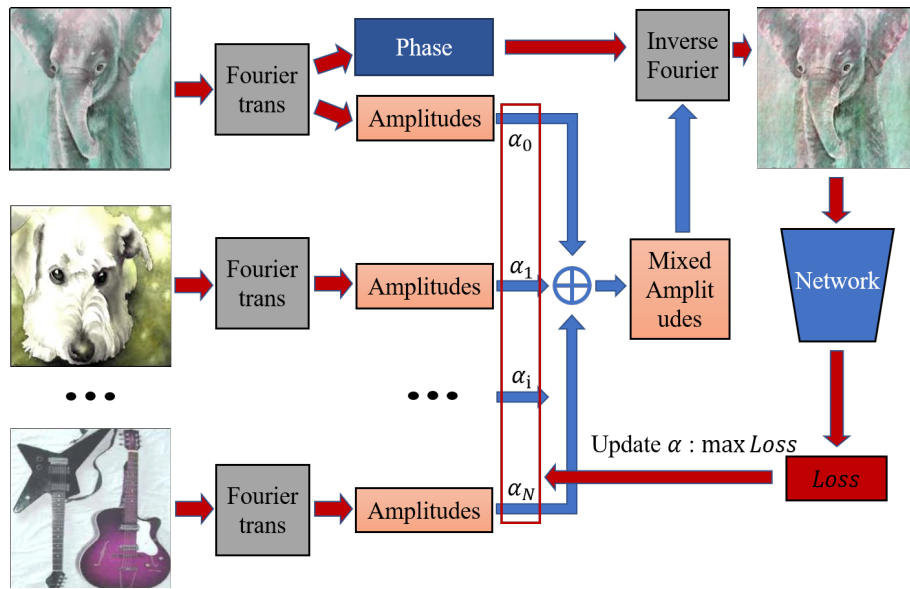 Phase
Inverse
Fourier
Fourier
trans
Amplitudes
α₀
Fourier
trans
Amplitudes
α₁
Mixed
Amplit
udes
Network
• • •
• • •
αᵢ
Update α : max Loss
Fourier
trans
Amplitudes
α_N
Loss